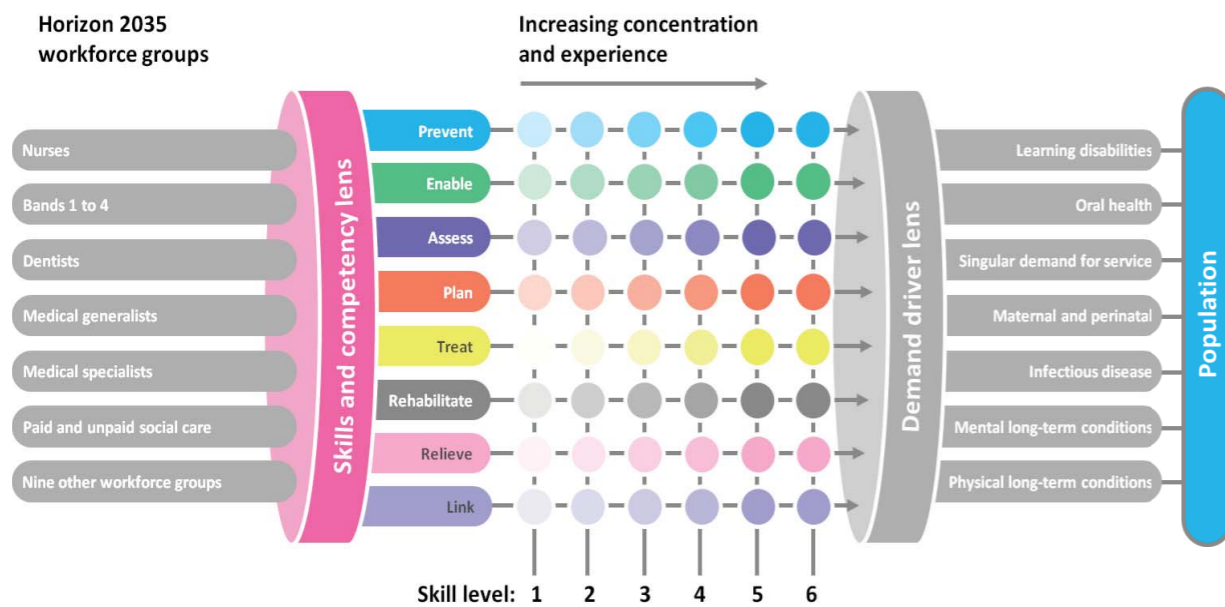 Horizon 2035
workforce groups
Increasing concentration
and experience
Nurses
Bands 1 to 4
Dentists
Medical generalists
Medical specialists
Paid and unpaid social care
Nine other workforce groups
Skills and competency lens
Prevent
Enable
Assess
Plan
Treat
Rehabilitate
Relieve
Link
Demand driver lens
Learning disabilities
Oral health
Singular demand for service
Maternal and perinatal
Infectious disease
Mental long-term conditions
Physical long-term conditions
Population
Skill level: 1 2 3 4 5 6